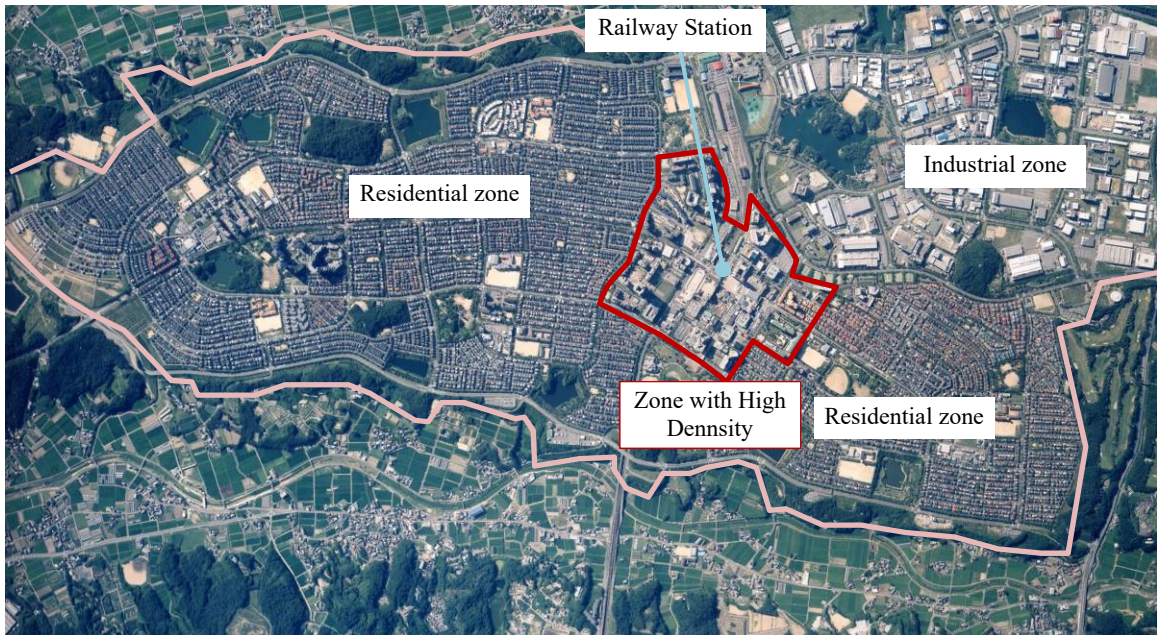 Railway Station
Industrial zone
Residential zone
Zone with High
Dennsity
Residential zone